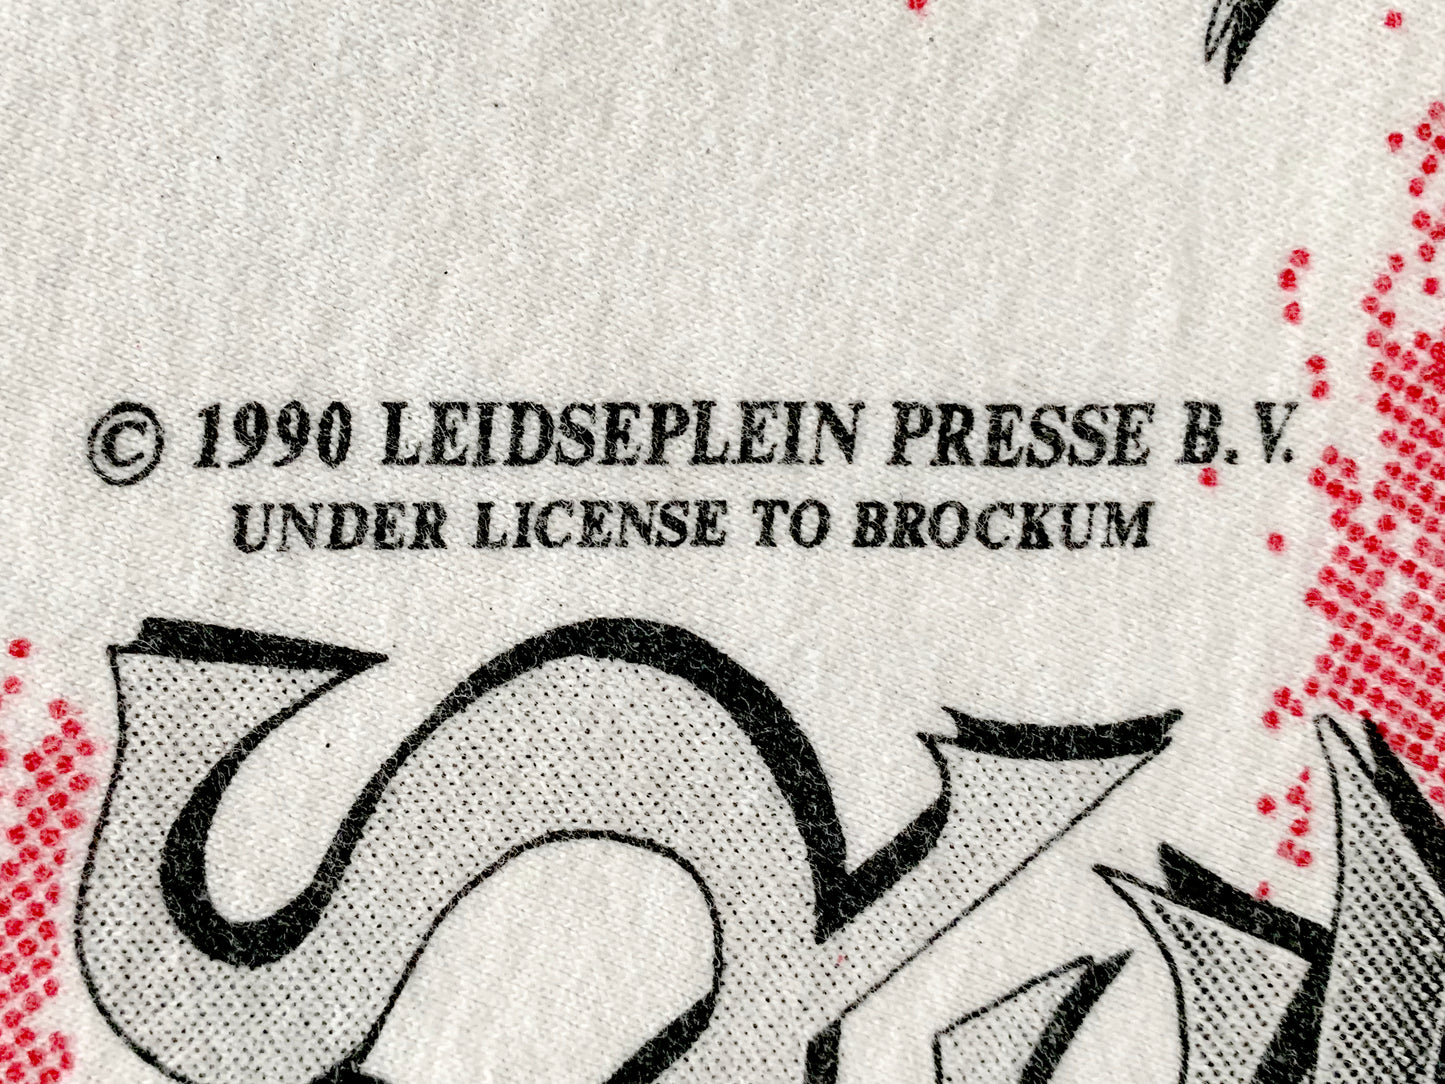 © 1990 LEIDSEPLEIN PRESSE B.V.
UNDER LICENSE TO BROCKUM